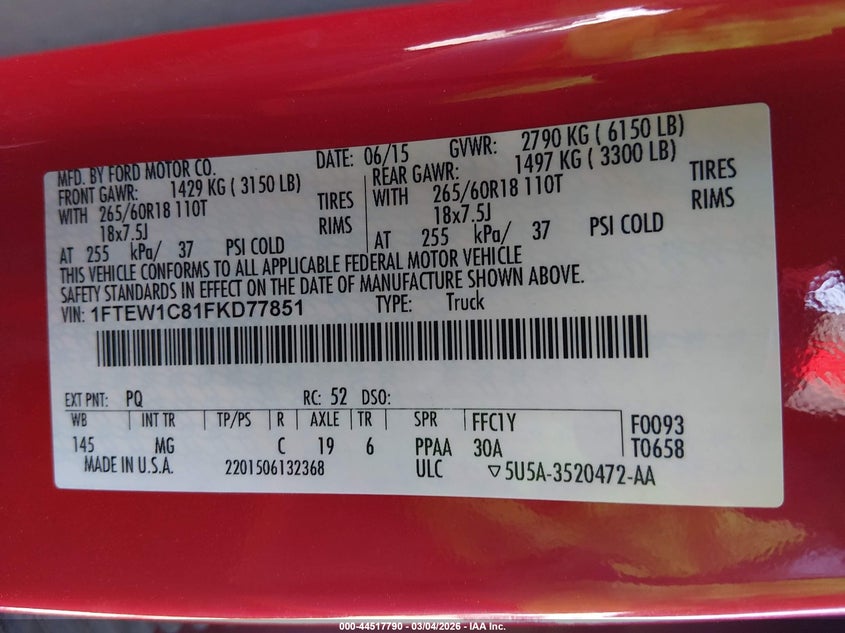 MFD. BY FORD MOTOR CO. DATE: 06/15 GVWR: 2790 KG ( 6150 LB)
FRONT GAWR: 1429 KG ( 3150 LB) REAR GAWR: 1497 KG ( 3300 LB)
WITH 265/60R18 110T TIRES WITH 265/60R18 110T TIRES
18x7.5J RIMS 18x7.5J RIMS
AT 255 kPa/ 37 PSI COLD AT 255 kPa/ 37 PSI COLD
THIS VEHICLE CONFORMS TO ALL APPLICABLE FEDERAL MOTOR VEHICLE
SAFETY STANDARDS IN EFFECT ON THE DATE OF MANUFACTURE SHOWN ABOVE.
VIN: 1FTEW1C81FKD77851 TYPE: Truck
EXT PNT: PQ RC: 52 DSO:
WB INT TR TP/PS R AXLE TR SPR FFC1Y F0093
145 MG C 19 6 PPAA 30A T0658
MADE IN U.S.A. 2201506132368 ULC ▽5U5A-3520472-AA
000-44517790 - 03/04/2026 - IAA Inc.